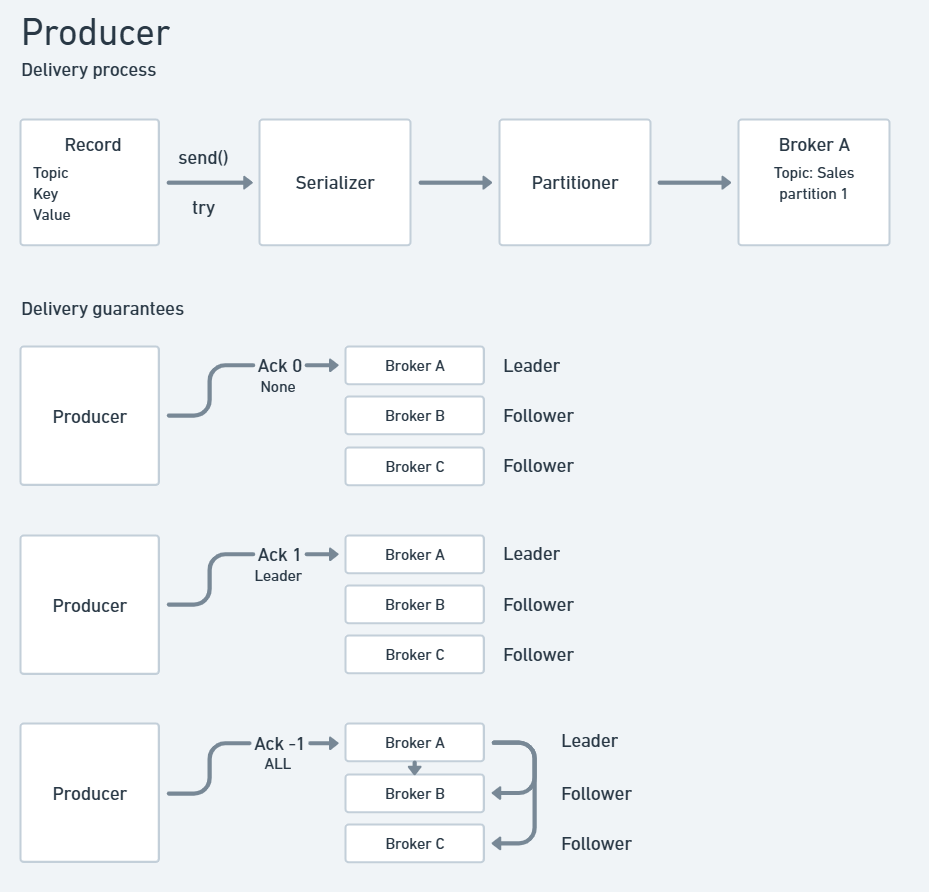 Producer
Delivery process
Record
Topic
Key
Value
send()
try
Serializer
Partitioner
Broker A
Topic: Sales
partition 1
Delivery guarantees
Producer
Ack 0
None
Broker A
Leader
Broker B
Follower
Broker C
Follower
Producer
Ack 1
Leader
Broker A
Leader
Broker B
Follower
Broker C
Follower
Producer
Ack -1
ALL
Broker A
Leader
Broker B
Follower
Broker C
Follower